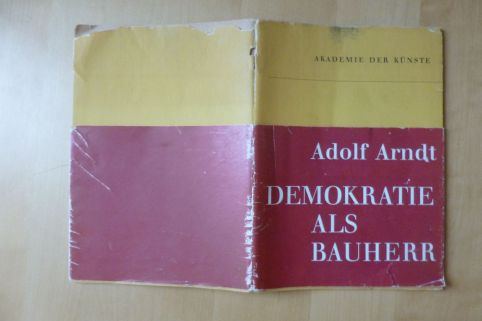 AKADEMIE DER KÜNSTE
Adolf Arndt
DEMOKRATIE
ALS
BAUHERR